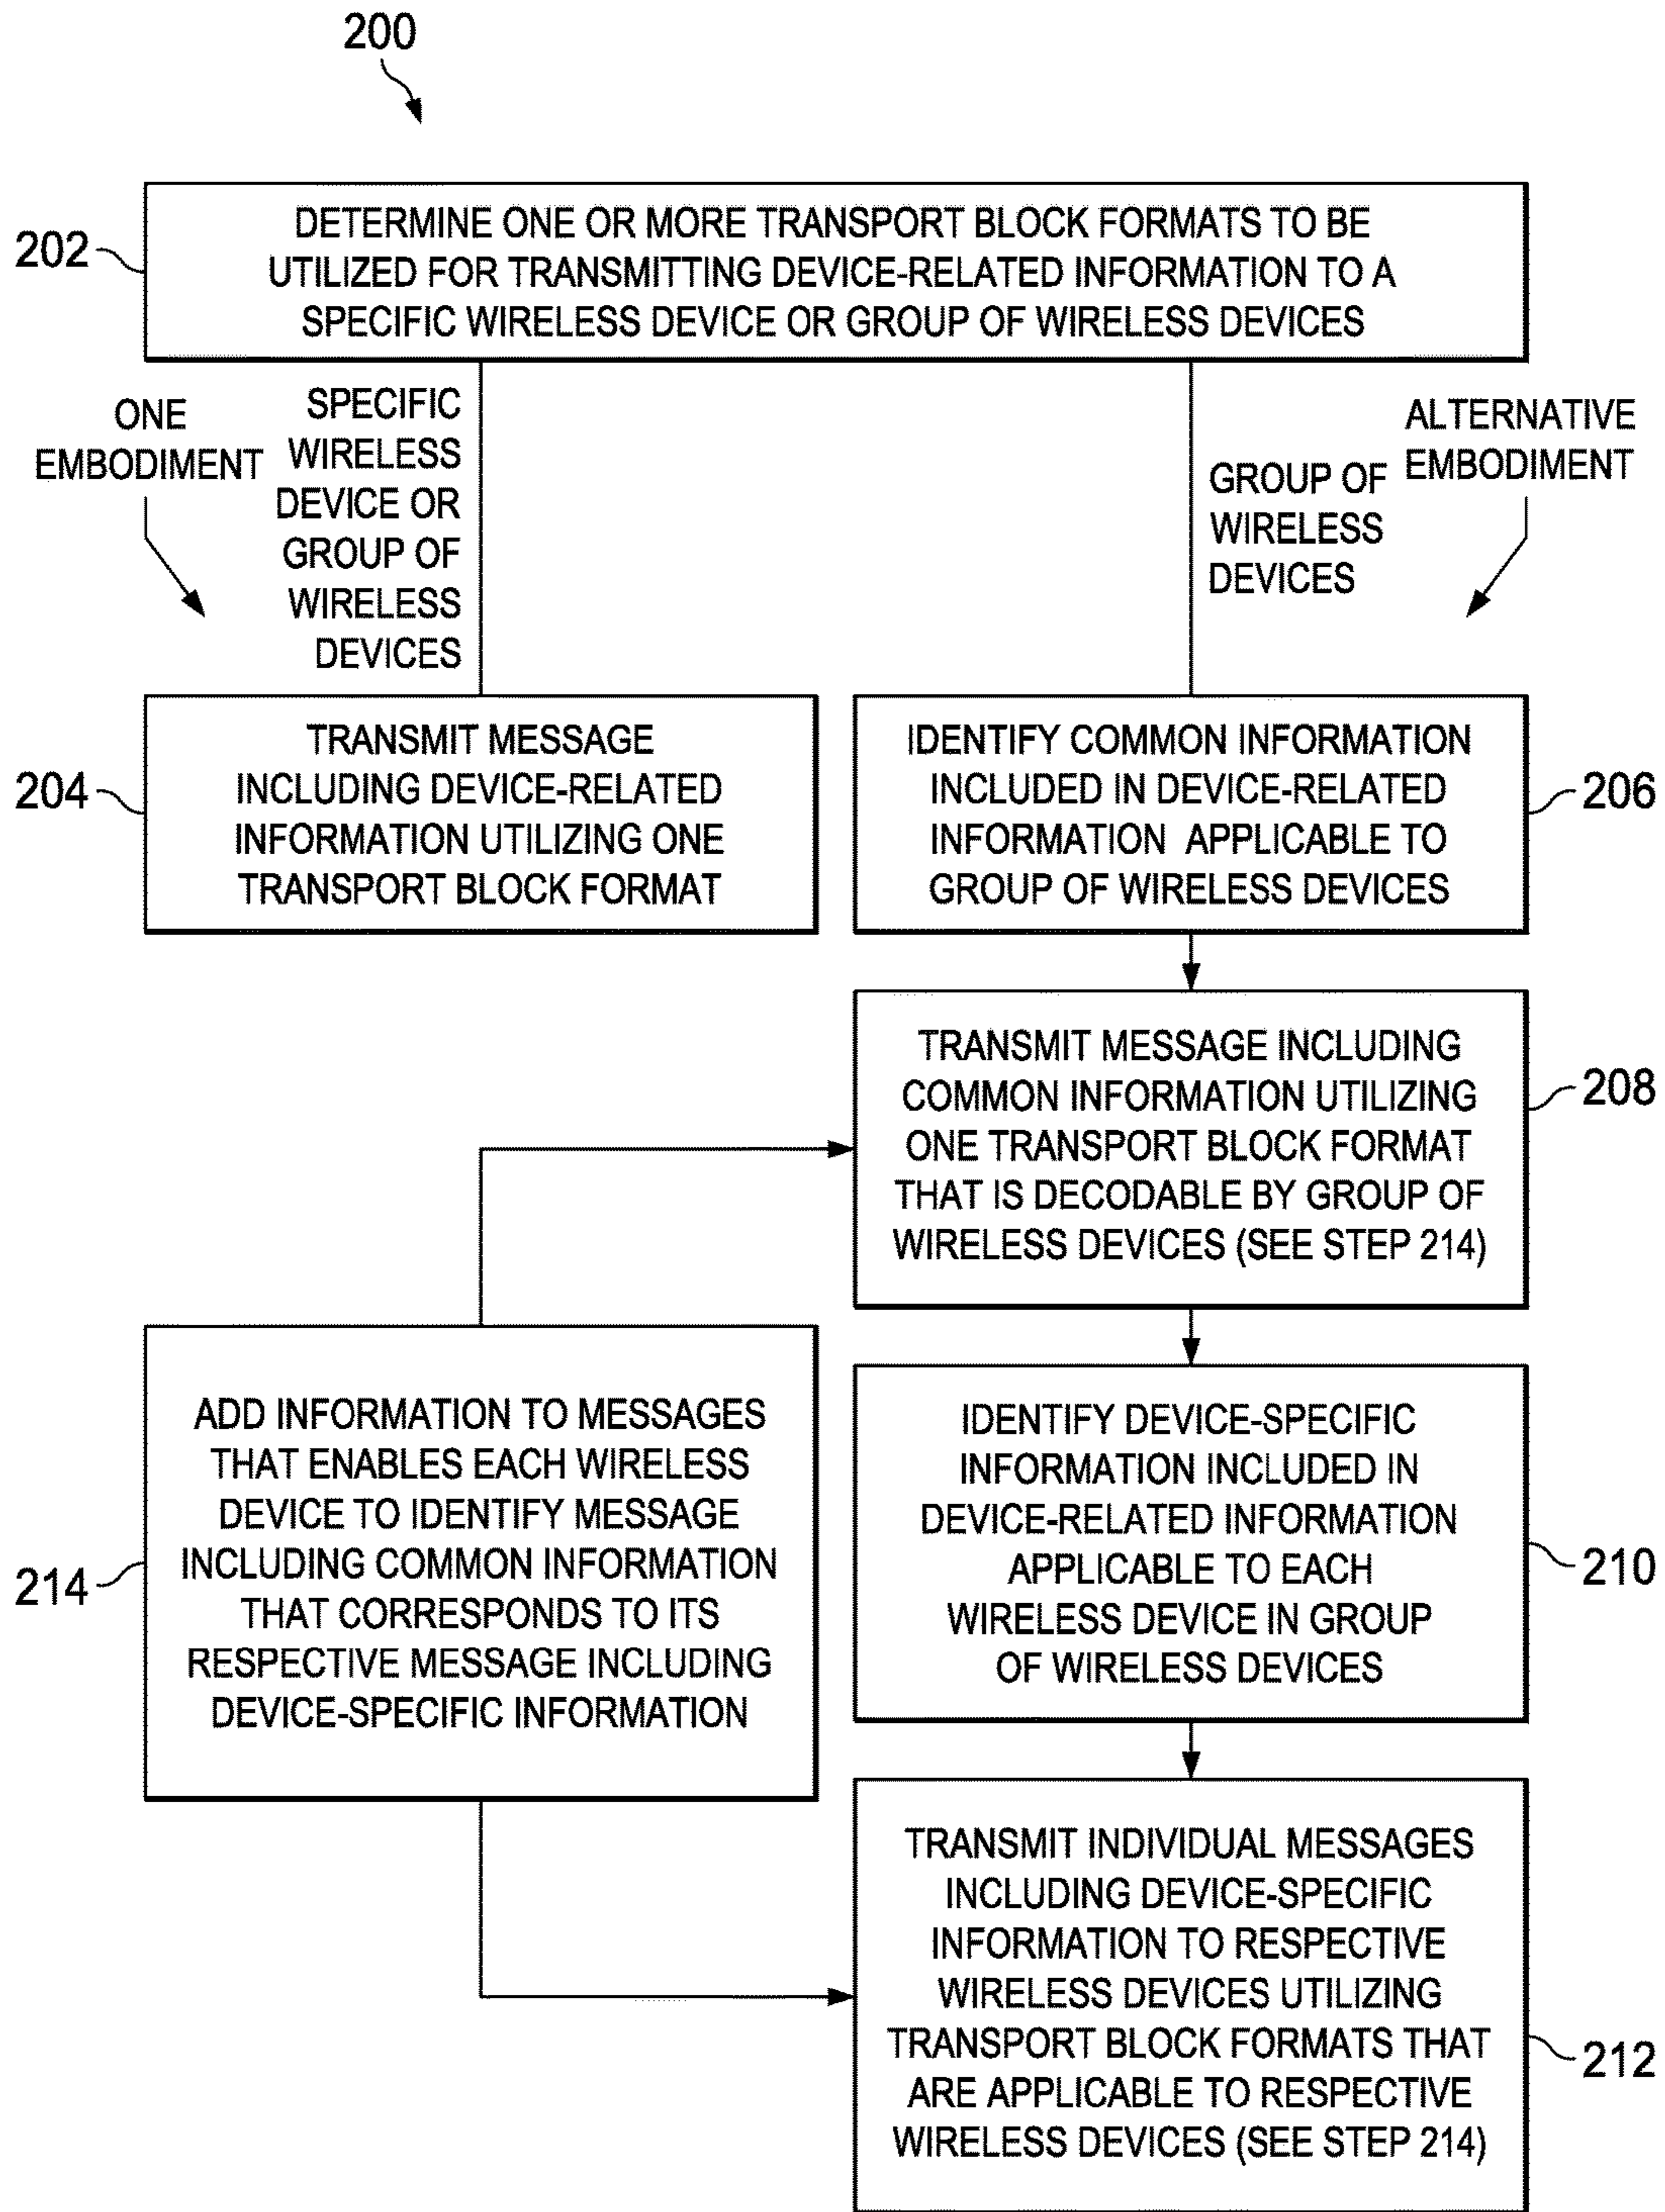 200
202
DETERMINE ONE OR MORE TRANSPORT BLOCK FORMATS TO BE
UTILIZED FOR TRANSMITTING DEVICE-RELATED INFORMATION TO A
SPECIFIC WIRELESS DEVICE OR GROUP OF WIRELESS DEVICES
ONE
EMBODIMENT
SPECIFIC
WIRELESS
DEVICE OR
GROUP OF
WIRELESS
DEVICES
GROUP OF
WIRELESS
DEVICES
ALTERNATIVE
EMBODIMENT
204
TRANSMIT MESSAGE
INCLUDING DEVICE-RELATED
INFORMATION UTILIZING ONE
TRANSPORT BLOCK FORMAT
IDENTIFY COMMON INFORMATION
INCLUDED IN DEVICE-RELATED
INFORMATION APPLICABLE TO
GROUP OF WIRELESS DEVICES
206
TRANSMIT MESSAGE INCLUDING
COMMON INFORMATION UTILIZING
ONE TRANSPORT BLOCK FORMAT
THAT IS DECODABLE BY GROUP OF
WIRELESS DEVICES (SEE STEP 214)
208
214
ADD INFORMATION TO MESSAGES
THAT ENABLES EACH WIRELESS
DEVICE TO IDENTIFY MESSAGE
INCLUDING COMMON INFORMATION
THAT CORRESPONDS TO ITS
RESPECTIVE MESSAGE INCLUDING
DEVICE-SPECIFIC INFORMATION
IDENTIFY DEVICE-SPECIFIC
INFORMATION INCLUDED IN
DEVICE-RELATED INFORMATION
APPLICABLE TO EACH
WIRELESS DEVICE IN GROUP
OF WIRELESS DEVICES
210
TRANSMIT INDIVIDUAL MESSAGES
INCLUDING DEVICE-SPECIFIC
INFORMATION TO RESPECTIVE
WIRELESS DEVICES UTILIZING
TRANSPORT BLOCK FORMATS THAT
ARE APPLICABLE TO RESPECTIVE
WIRELESS DEVICES (SEE STEP 214)
212